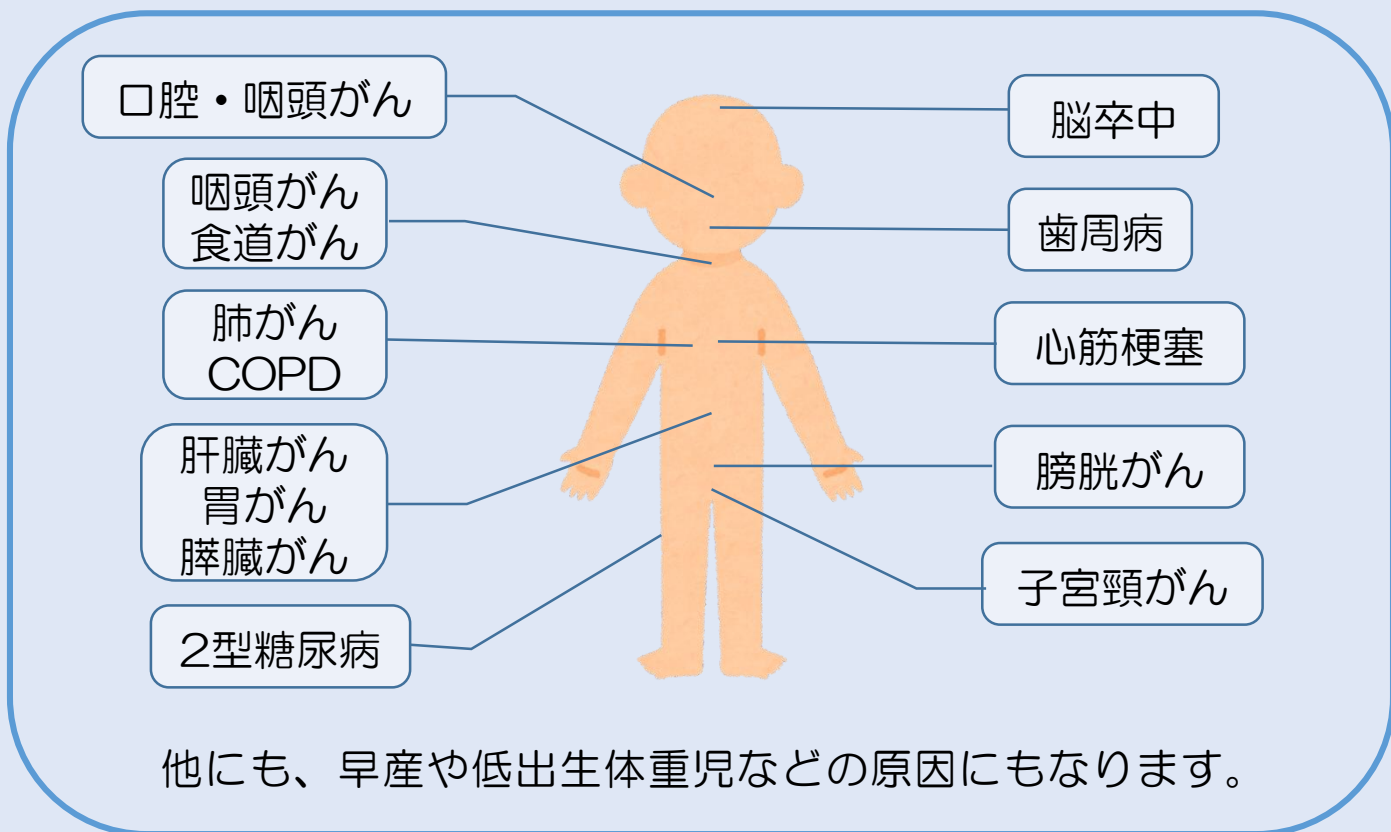 口腔・咽頭がん
咽頭がん
食道がん
肺がん
COPD
肝臓がん
胃がん
膵臓がん
2型糖尿病
脳卒中
歯周病
心筋梗塞
膀胱がん
子宮頸がん
他にも、早産や低出生体重児などの原因にもなります。